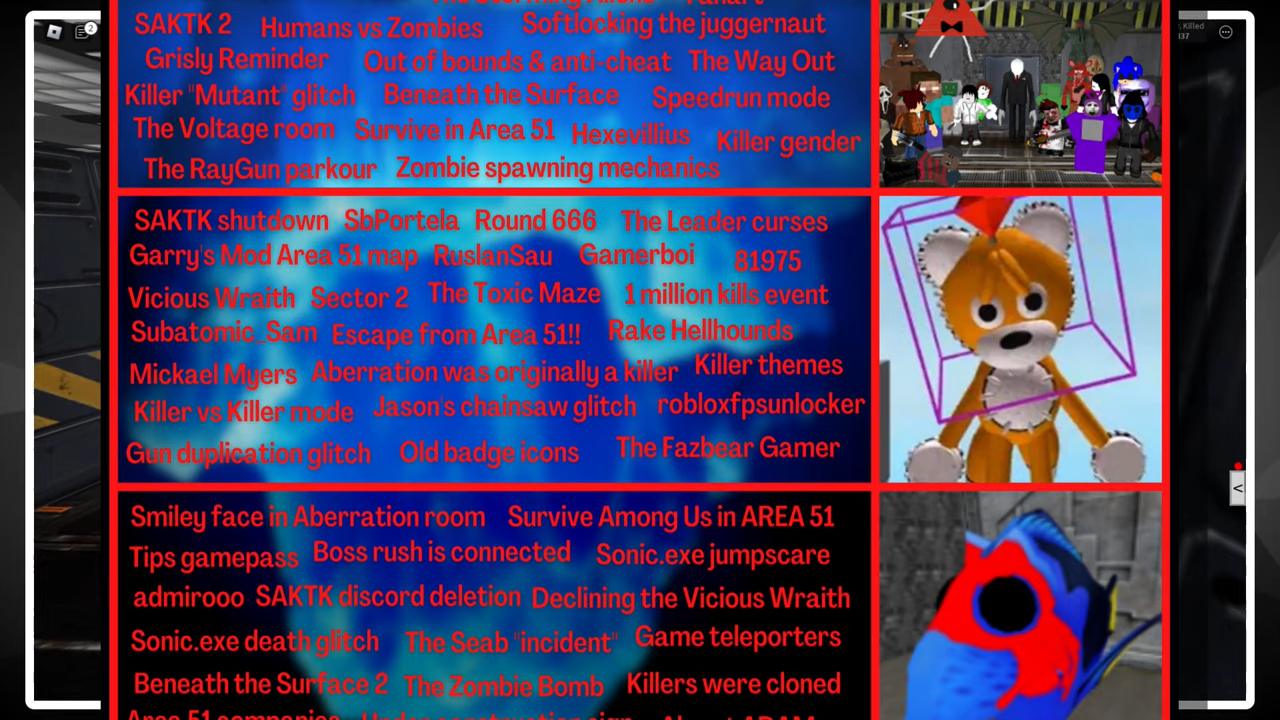 SAKTK 2 Humans vs Zombies Softlocking the juggernaut
Grisly Reminder Out of bounds & anti-cheat The Way Out
Killer "Mutant" glitch Beneath the Surface Speedrun mode
The Voltage room Survive in Area 51 Hexevillius Killer gender
The RayGun parkour Zombie spawning mechanics
SAKTK shutdown SbPortela Round 666 The Leader curses
Garry's Mod Area 51 map RuslanSau Gamerboi 81975
Vicious Wraith Sector 2 The Toxic Maze 1 million kills event
Subatomic_Sam Escape from Area 51!! Rake Hellhounds
Mickael Myers Aberration was originally a killer Killer themes
Killer vs Killer mode Jason's chainsaw glitch robloxfpsunlocker
Gun duplication glitch Old badge icons The Fazbear Gamer
Smiley face in Aberration room Survive Among Us in AREA 51
Tips gamepass Boss rush is connected Sonic.exe jumpscare
admirooo SAKTK discord deletion Declining the Vicious Wraith
Sonic.exe death glitch The Seab "incident" Game teleporters
Beneath the Surface 2 The Zombie Bomb Killers were cloned
2
Killed
37
<